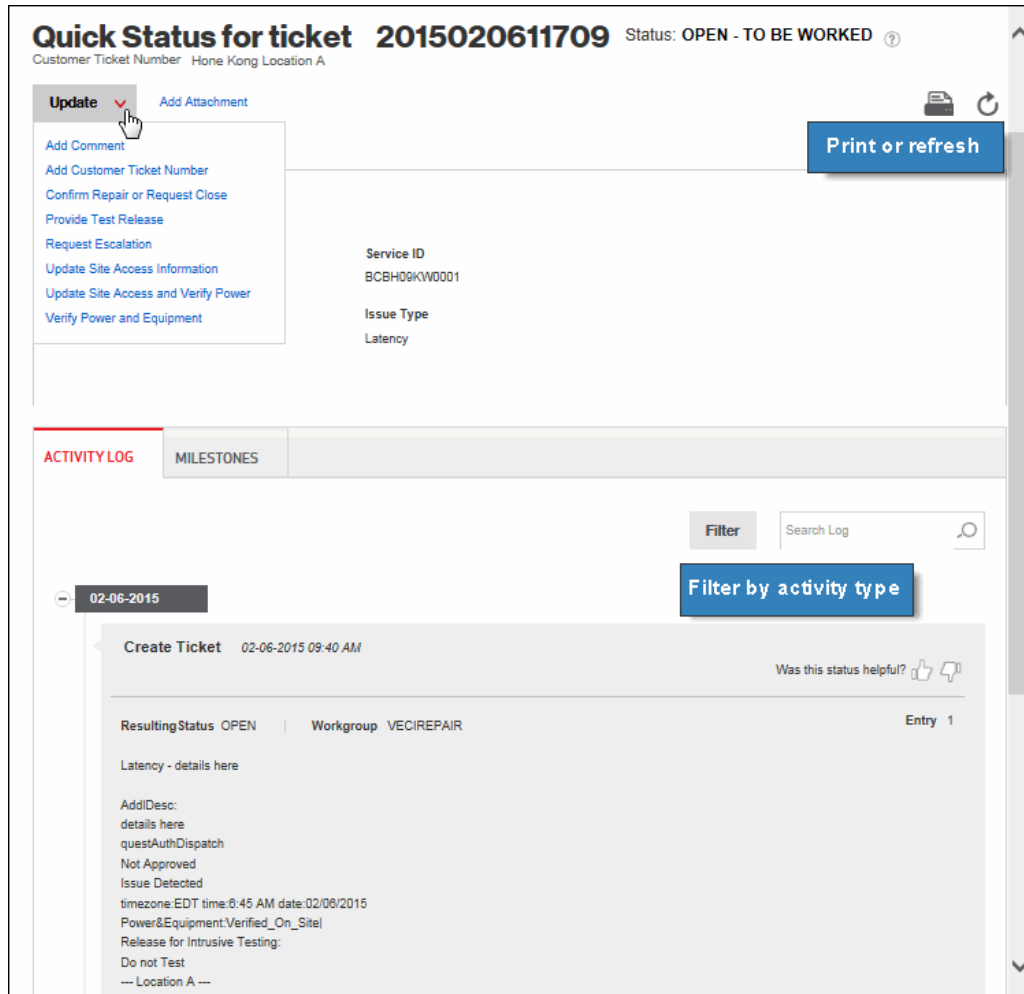 Quick Status for ticket 2015020611709 Status: OPEN - TO BE WORKED ?
Customer Ticket Number Hone Kong Location A
Update Add Attachment
Print or refresh
Add Comment
Add Customer Ticket Number
Confirm Repair or Request Close
Provide Test Release
Request Escalation
Update Site Access Information
Update Site Access and Verify Power
Verify Power and Equipment
Service ID
BCBH09KW0001
Issue Type
Latency
ACTIVITY LOG MILESTONES
Filter Search Log
Filter by activity type
02-06-2015
Create Ticket 02-06-2015 09:40 AM
Was this status helpful?
Resulting Status OPEN | Workgroup VECIREPAIR Entry 1
Latency - details here
AddlDesc:
details here
questAuthDispatch
Not Approved
Issue Detected
timezone:EDT time:6:45 AM date:02/06/2015
Power&Equipment:Verified_On_Site|
Release for Intrusive Testing:
Do not Test
--- Location A ---